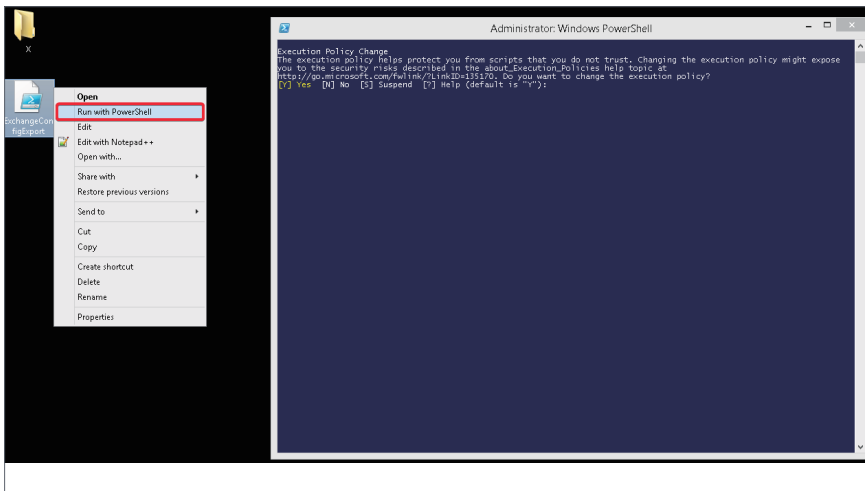 X
ExchangeCon
figExport
Open
Run with PowerShell
Edit
Edit with Notepad++
Open with...
Share with
Restore previous versions
Send to
Cut
Copy
Create shortcut
Delete
Rename
Properties
Administrator: Windows PowerShell
Execution Policy Change
The execution policy helps protect you from scripts that you do not trust. Changing the execution policy might expose
you to the security risks described in the about_Execution_Policies help topic at
http://go.microsoft.com/fwlink/?LinkID=135170. Do you want to change the execution policy?
[Y] Yes  [N] No  [S] Suspend  [?] Help (default is "Y"):